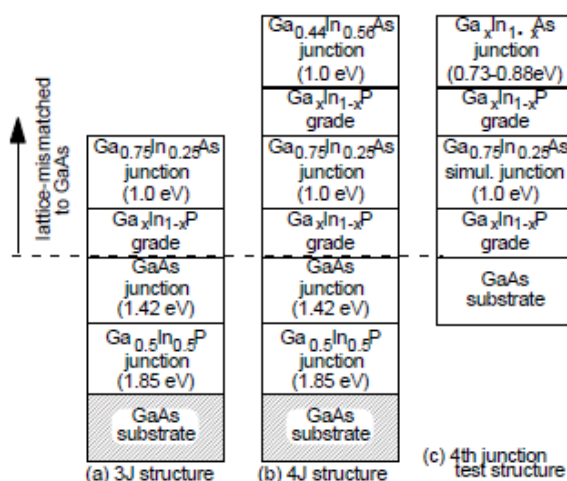 lattice-mismatched
to GaAs
Ga0.75In0.25As
junction
(1.0 eV)
GaxIn1-xP
grade
GaAs
junction
(1.42 eV)
Ga0.5In0.5P
junction
(1.85 eV)
GaAs
substrate
(a) 3J structure
Ga0.44In0.56As
junction
(1.0 eV)
GaxIn1-xP
grade
Ga0.75In0.25As
junction
(1.0 eV)
GaxIn1-xP
grade
GaAs
junction
(1.42 eV)
Ga0.5In0.5P
junction
(1.85 eV)
GaAs
substrate
(b) 4J structure
GaxIn1-xAs
junction
(0.73-0.88eV)
GaxIn1-xP
grade
Ga0.75In0.25As
simul. junction
(1.0 eV)
GaxIn1-xP
grade
GaAs
substrate
(c) 4th junction
test structure